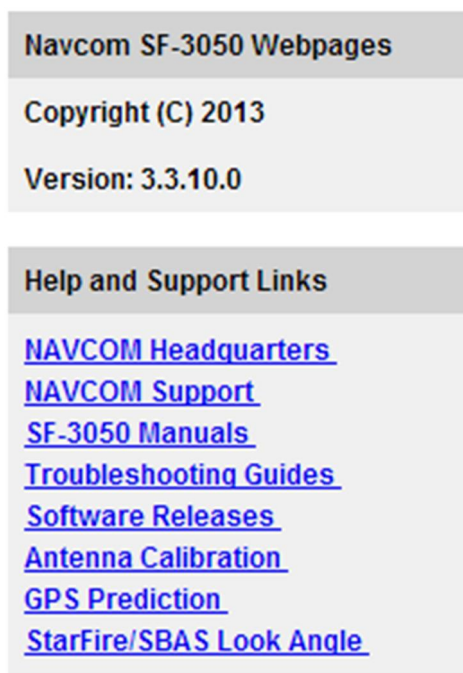 Navcom SF-3050 Webpages
Copyright (C) 2013
Version: 3.3.10.0
Help and Support Links
NAVCOM Headquarters
NAVCOM Support
SF-3050 Manuals
Troubleshooting Guides
Software Releases
Antenna Calibration
GPS Prediction
StarFire/SBAS Look Angle